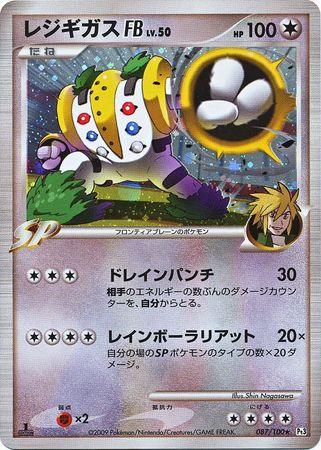 レジギガス FB LV.50 HP 100
たね
Illus. Shin Nagasawa
フロンティアブレーンのポケモン
SP
ドレインパンチ 30
相手のエネルギーの数ぶんのダメージカウンターを、自分からとる。
レインボーラリアット 20×
自分の場のSPポケモンのタイプの数×20ダメージ。
弱点 抵抗力 にげる
×2
1
©2009 Pokémon/Nintendo/Creatures/GAME FREAK. 087/100★ Pt3